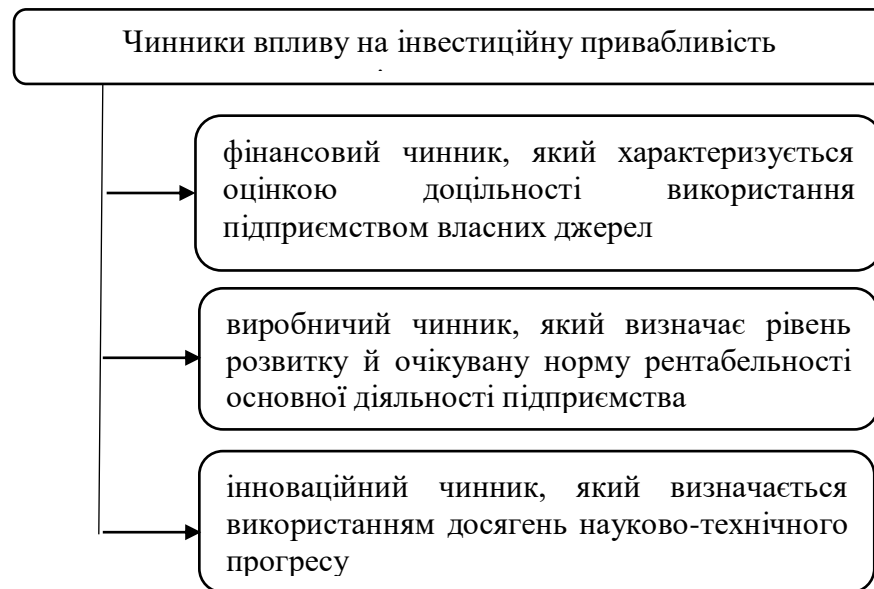 Чинники впливу на інвестиційну привабливість
фінансовий чинник, який характеризується
оцінкою доцільності використання
підприємством власних джерел
виробничий чинник, який визначає рівень
розвитку й очікувану норму рентабельності
основної діяльності підприємства
інноваційний чинник, який визначається
використанням досягнень науково-технічного
прогресу